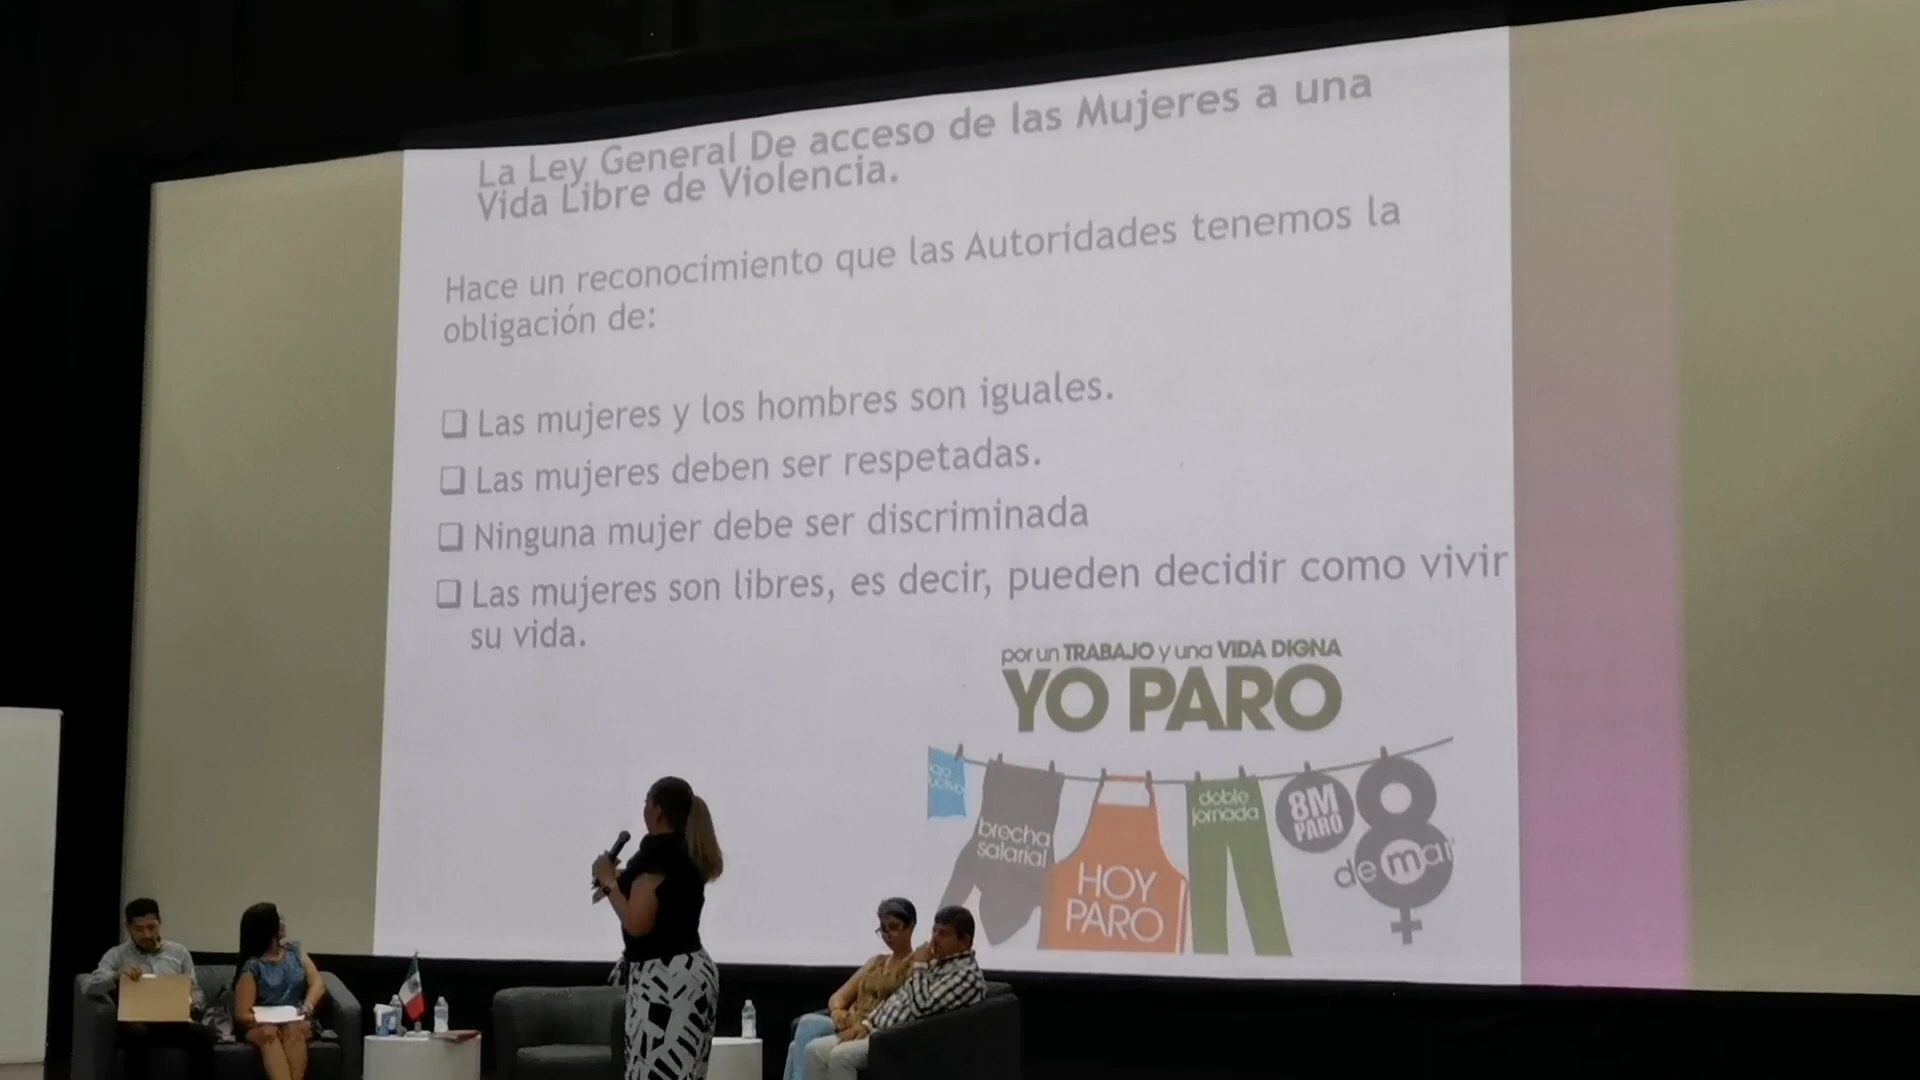 La Ley General De acceso de las Mujeres a una
Vida Libre de Violencia.
Hace un reconocimiento que las Autoridades tenemos la
obligación de:
❑ Las mujeres y los hombres son iguales.
❑ Las mujeres deben ser respetadas.
❑ Ninguna mujer debe ser discriminada
❑ Las mujeres son libres, es decir, pueden decidir como vivir
su vida.
por un TRABAJO y una VIDA DIGNA
YO PARO
brecha
salarial
HOY
PARO
doble
jornada
8M
PARO
8
de mar